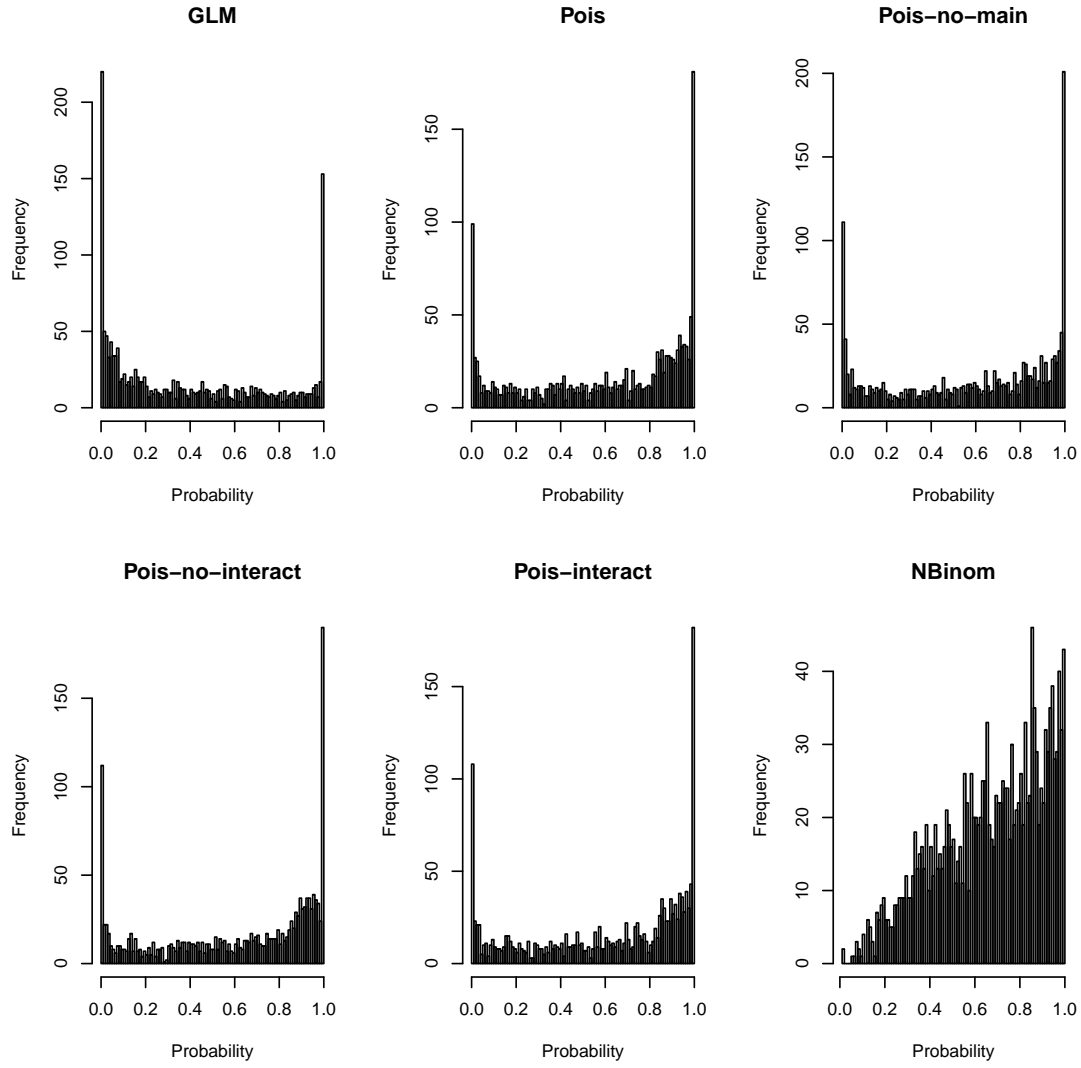 GLM
Frequency
0 50 100 150 200
0.0 0.2 0.4 0.6 0.8 1.0
Probability
Pois
Frequency
0 50 100 150
0.0 0.2 0.4 0.6 0.8 1.0
Probability
Pois−no−main
Frequency
0 50 100 150 200
0.0 0.2 0.4 0.6 0.8 1.0
Probability
Pois−no−interact
Frequency
0 50 100 150
0.0 0.2 0.4 0.6 0.8 1.0
Probability
Pois−interact
Frequency
0 50 100 150
0.0 0.2 0.4 0.6 0.8 1.0
Probability
NBinom
Frequency
0 10 20 30 40
0.0 0.2 0.4 0.6 0.8 1.0
Probability